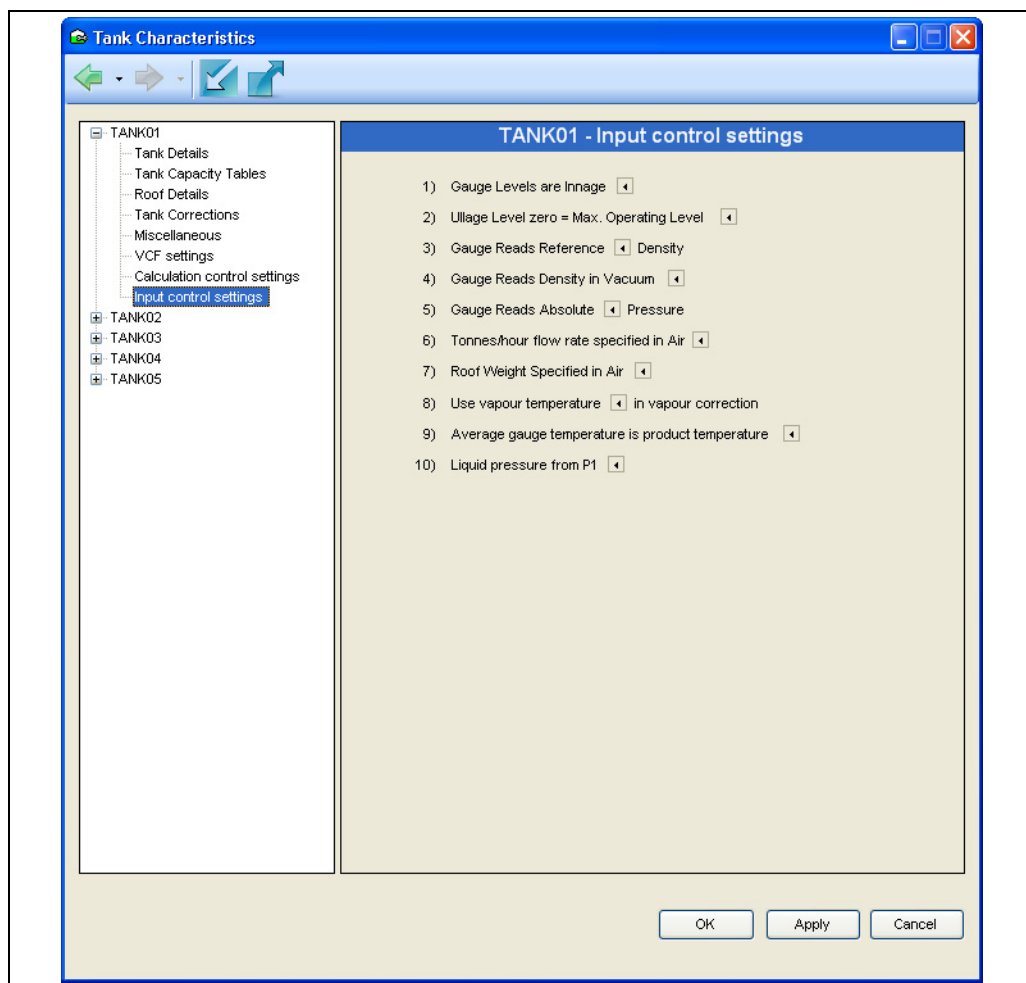 Tank Characteristics
TANK01
Tank Details
Tank Capacity Tables
Roof Details
Tank Corrections
Miscellaneous
VCF settings
Calculation control settings
Input control settings
TANK02
TANK03
TANK04
TANK05
TANK01 - Input control settings
1) Gauge Levels are Innage
2) Ullage Level zero = Max. Operating Level
3) Gauge Reads Reference Density
4) Gauge Reads Density in Vacuum
5) Gauge Reads Absolute Pressure
6) Tonnes/hour flow rate specified in Air
7) Roof Weight Specified in Air
8) Use vapour temperature in vapour correction
9) Average gauge temperature is product temperature
10) Liquid pressure from P1
OK Apply Cancel